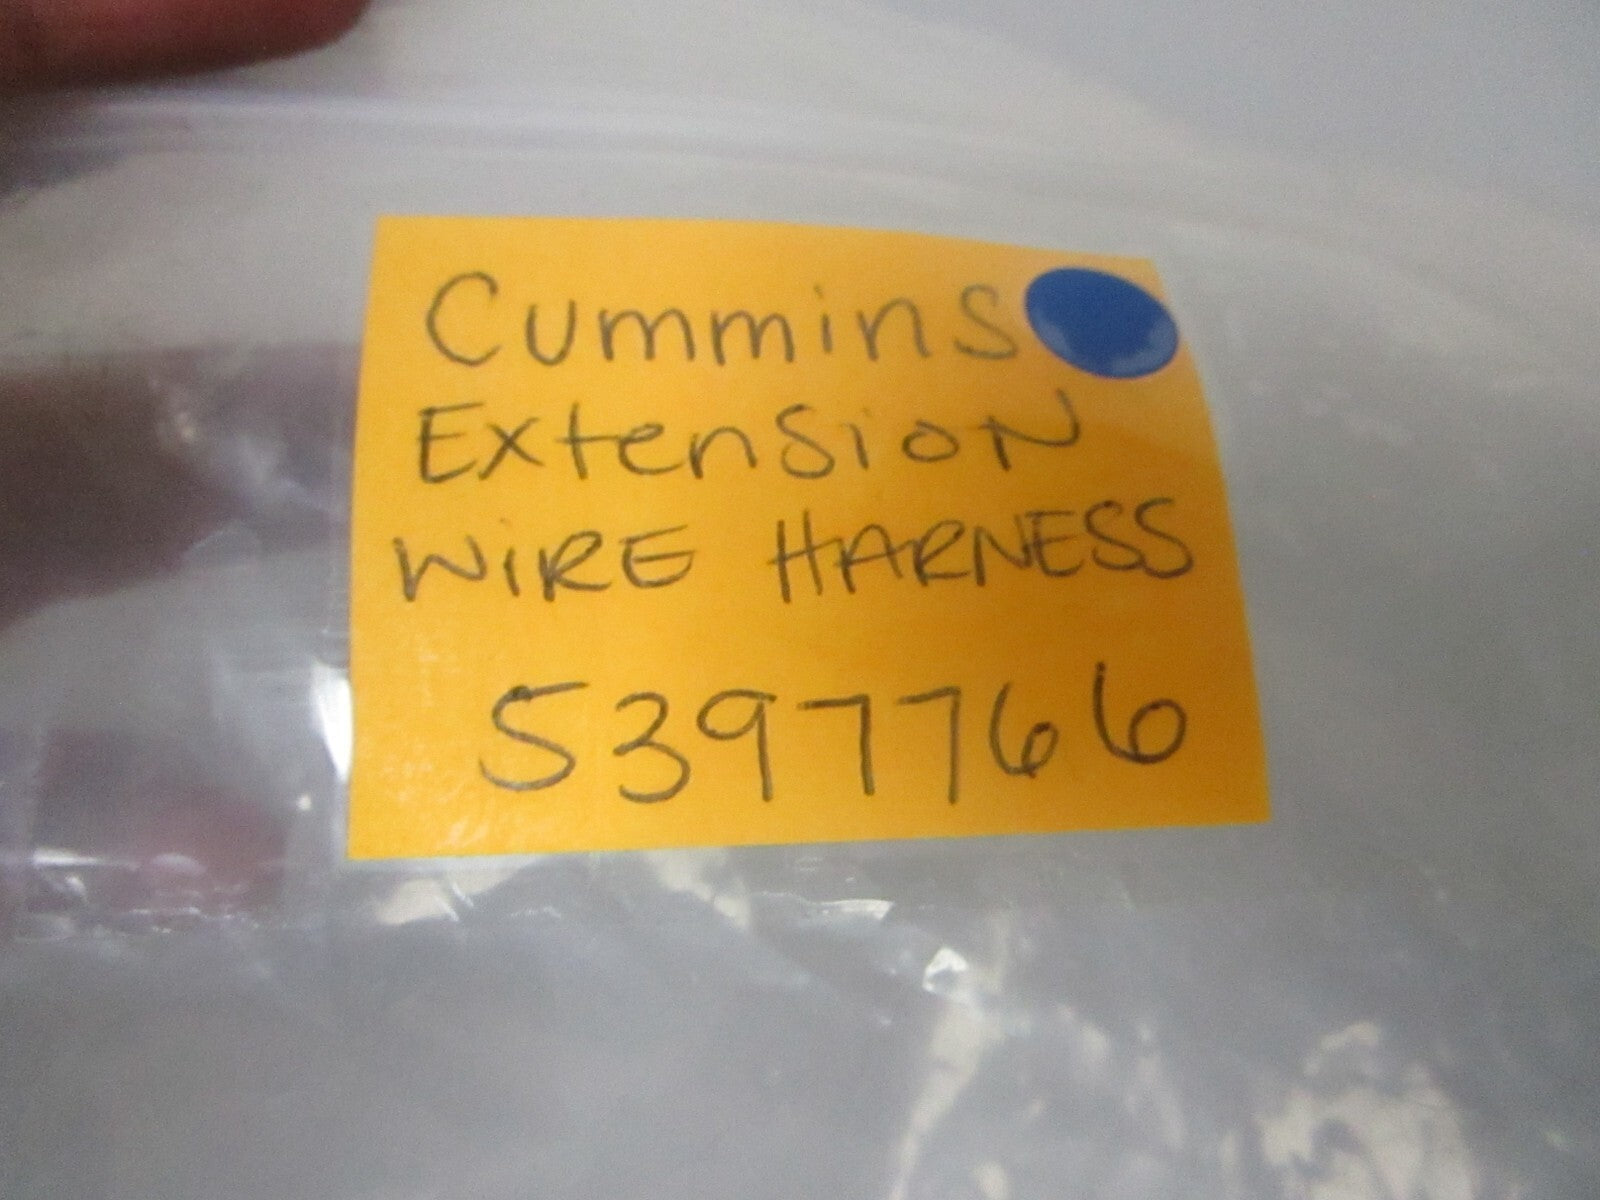 Cummins
Extension
WiRE HARNESS
5397766